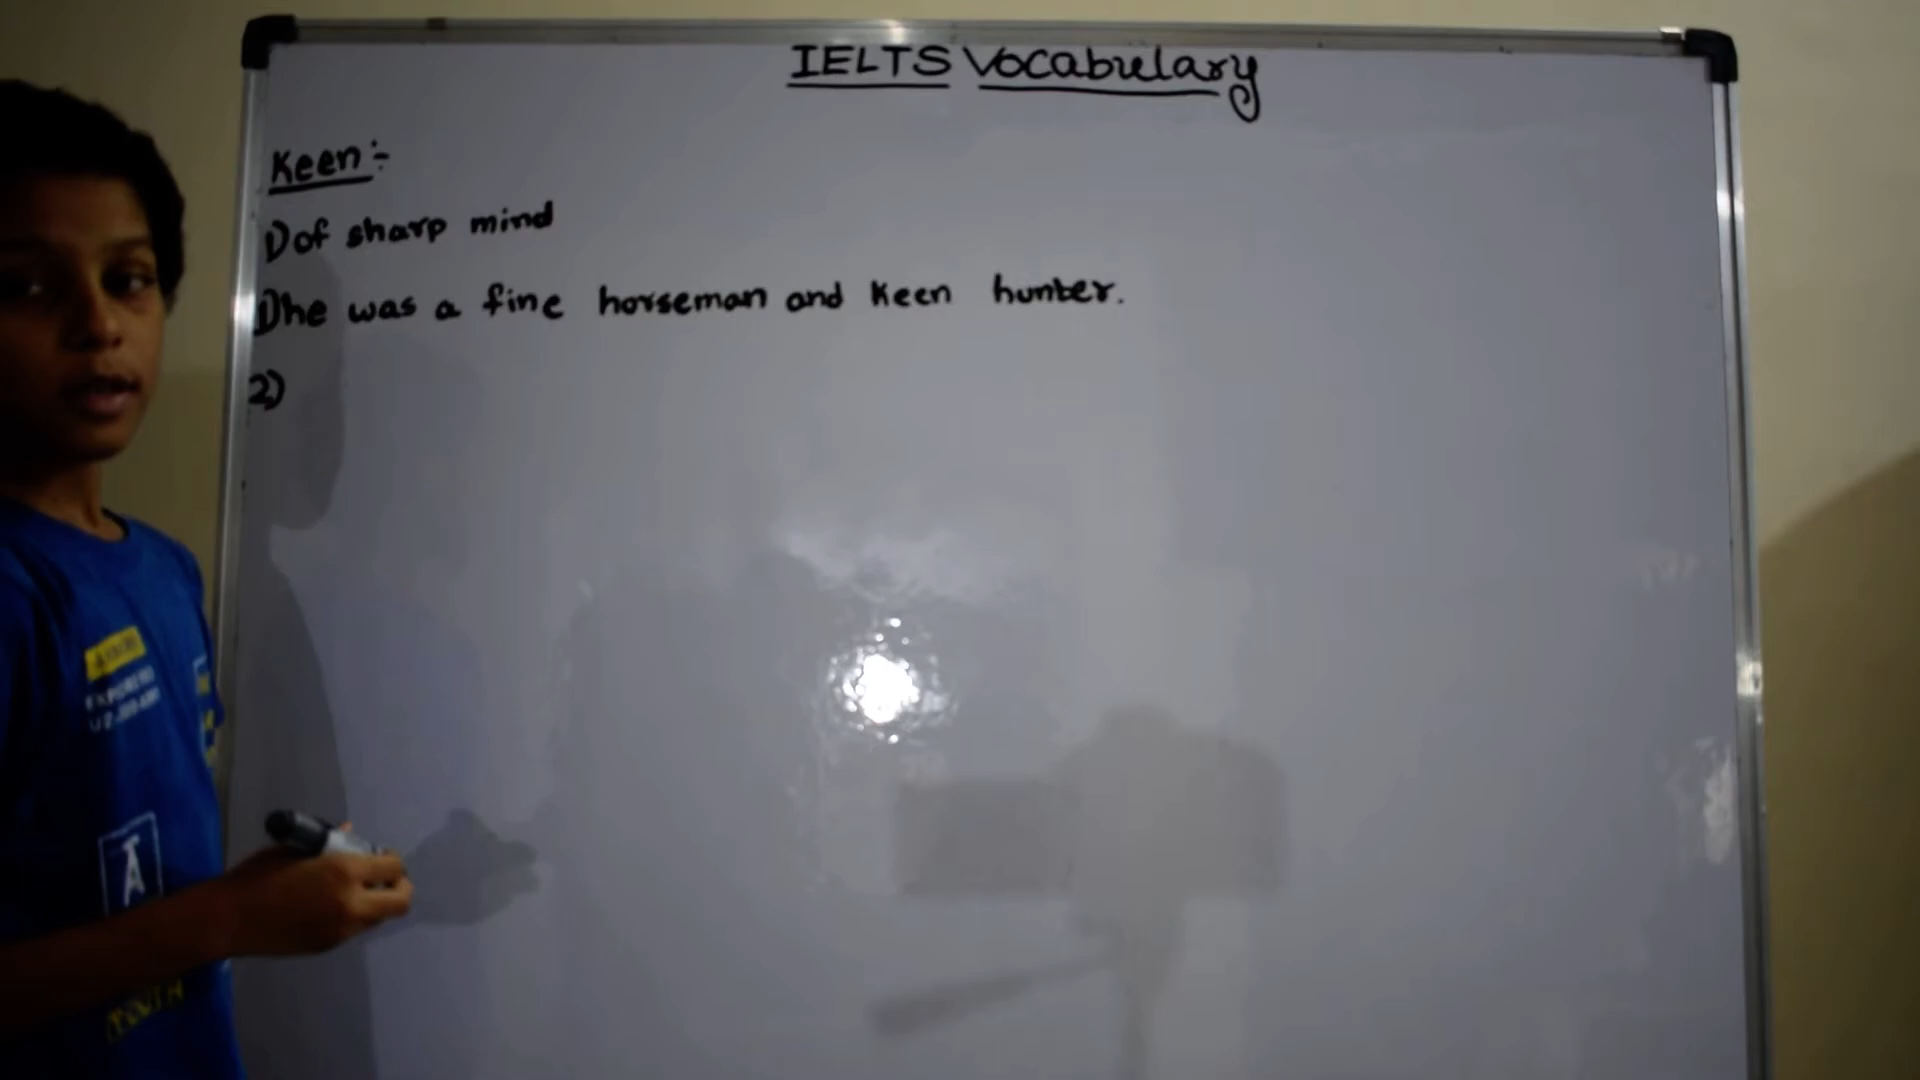 IELTS Vocabulary
Keen:-
1) of sharp mind
1) he was a fine horseman and keen hunter.
2)